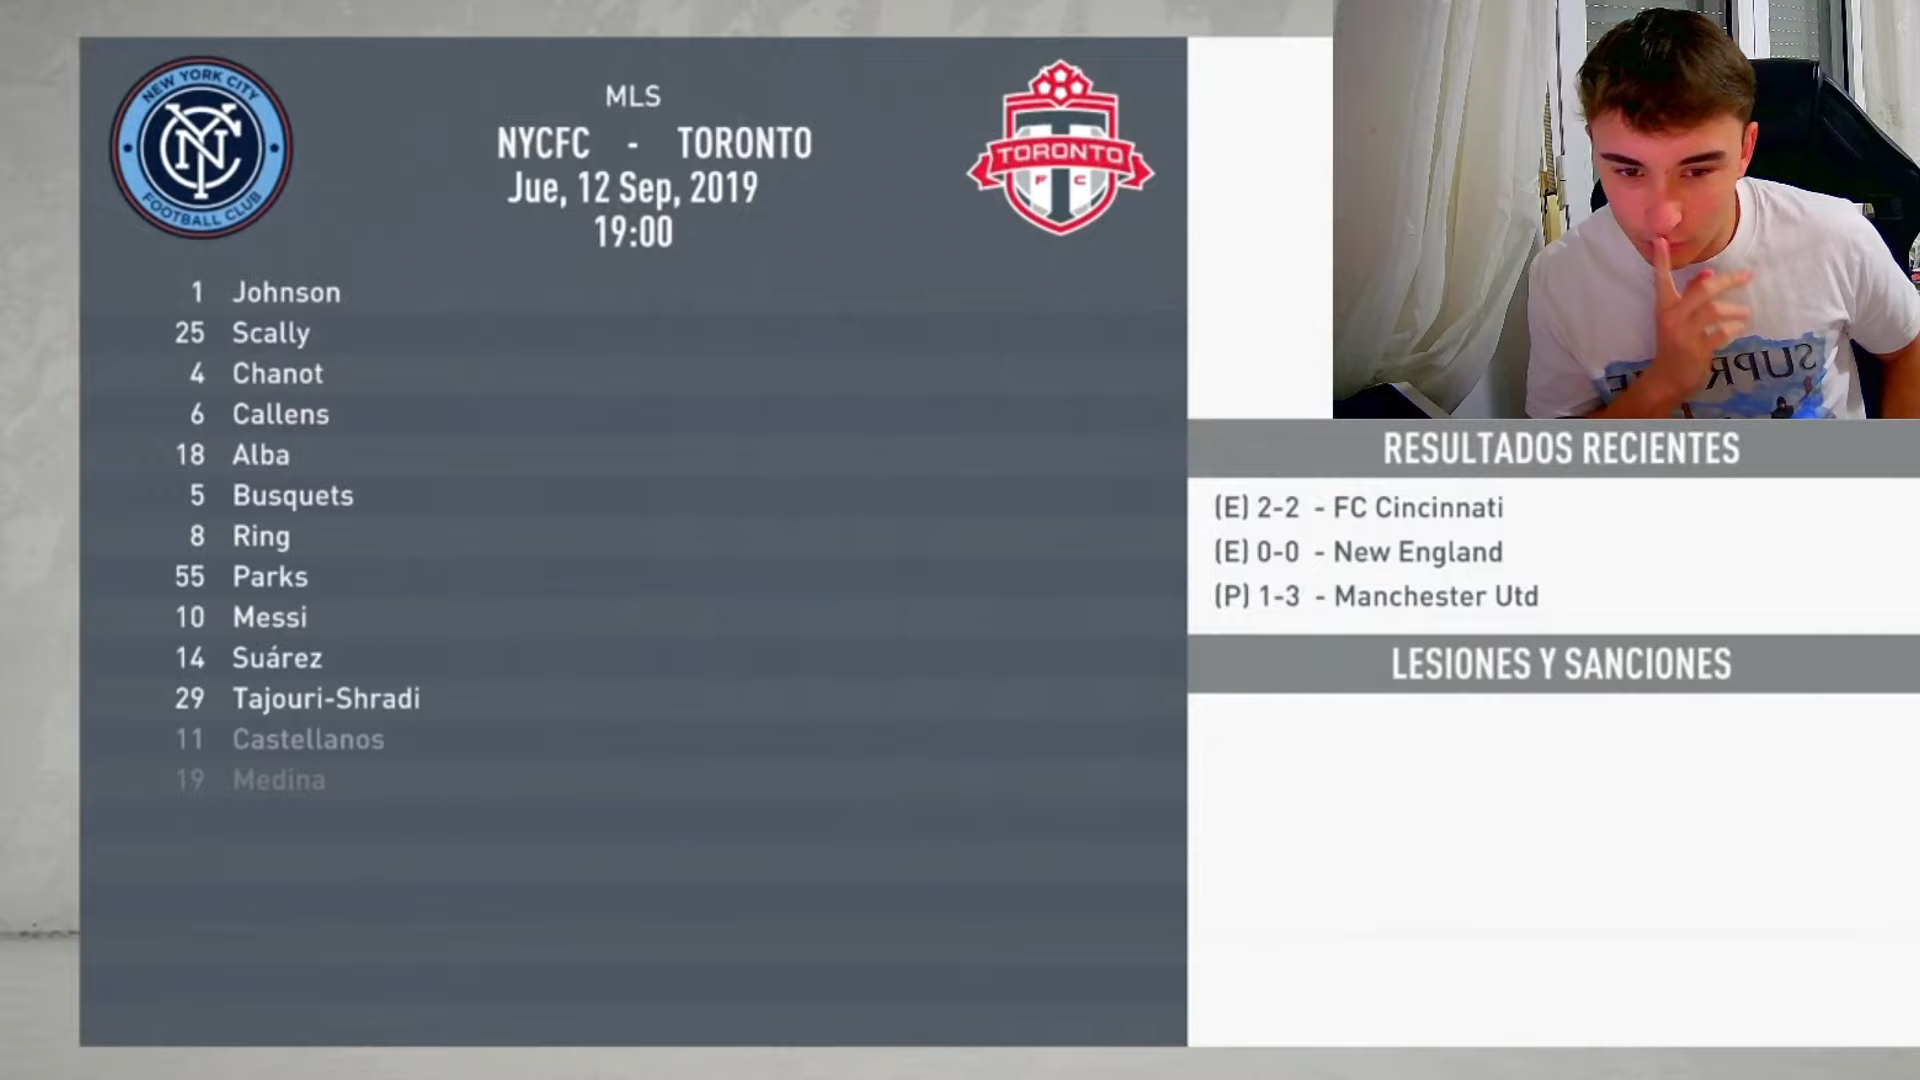 NEW YORK CITY
NYC
FOOTBALL CLUB
MLS
NYCFC - TORONTO
Jue, 12 Sep, 2019
19:00
T
TORONTO
F C
1 Johnson
25 Scally
4 Chanot
6 Callens
18 Alba
5 Busquets
8 Ring
55 Parks
10 Messi
14 Suárez
29 Tajouri-Shradi
11 Castellanos
19 Medina
RESULTADOS RECIENTES
(E) 2-2 - FC Cincinnati
(E) 0-0 - New England
(P) 1-3 - Manchester Utd
LESIONES Y SANCIONES